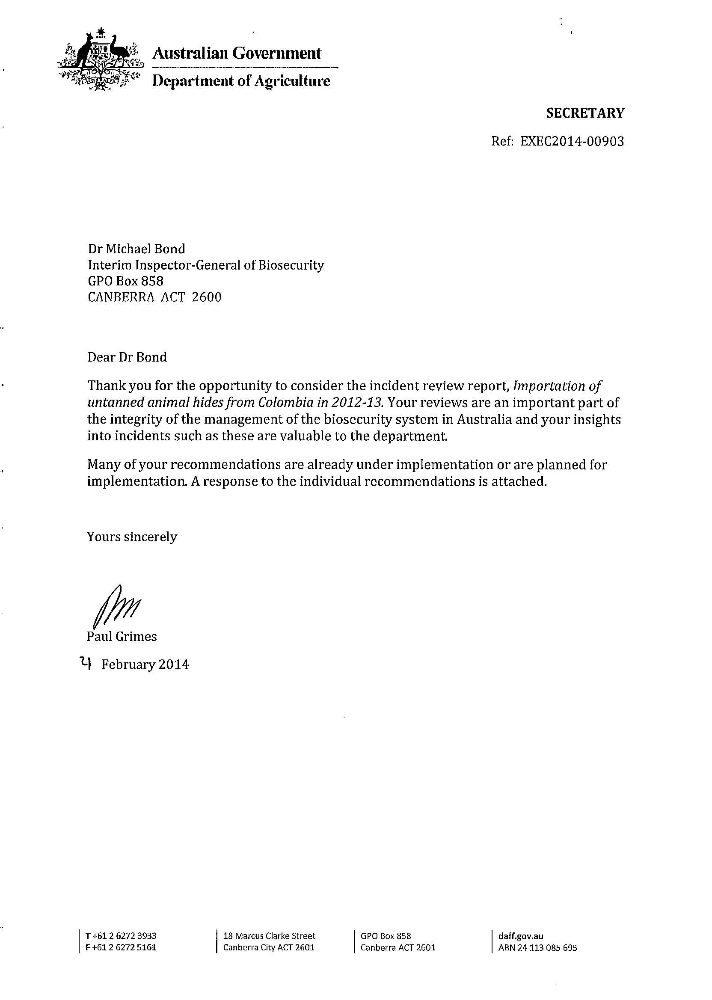 Australian Government
Department of Agriculture
SECRETARY
Ref: EXEC2014-00903
Dr Michael Bond
Interim Inspector-General of Biosecurity
GPO Box 858
CANBERRA ACT 2600
Dear Dr Bond
Thank you for the opportunity to consider the incident review report, Importation of
untanned animal hides from Colombia in 2012-13. Your reviews are an important part of
the integrity of the management of the biosecurity system in Australia and your insights
into incidents such as these are valuable to the department.
Many of your recommendations are already under implementation or are planned for
implementation. A response to the individual recommendations is attached.
Yours sincerely
Paul Grimes
21 February 2014
T +61 2 6272 3933
F +61 2 6272 5161
18 Marcus Clarke Street
Canberra City ACT 2601
GPO Box 858
Canberra ACT 2601
daff.gov.au
ABN 24 113 085 695